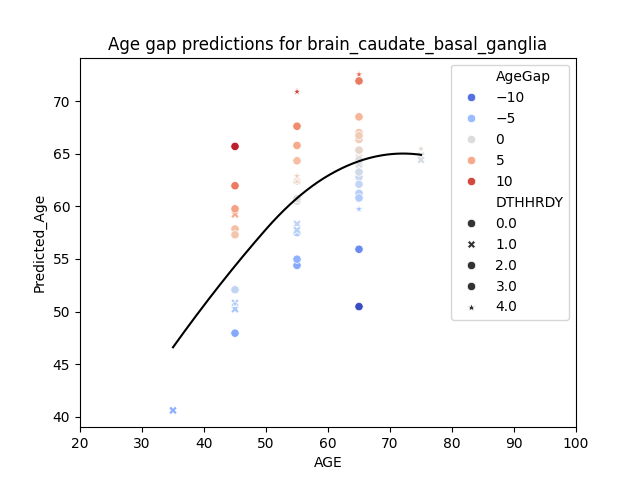 Age gap predictions for brain_caudate_basal_ganglia
Predicted_Age
70
65
60
55
50
45
40
20 30 40 50 60 70 80 90 100
AGE
AgeGap
−10
−5
0
5
10
DTHHRDY
0.0
1.0
2.0
3.0
4.0